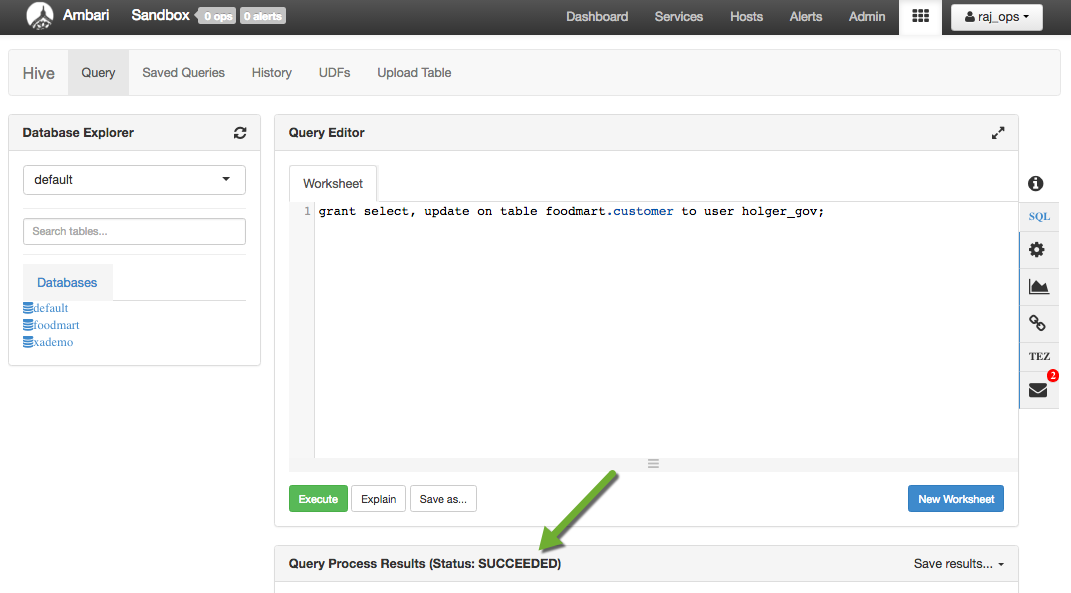 Ambari Sandbox 0 ops 0 alerts Dashboard Services Hosts Alerts Admin raj_ops
Hive Query Saved Queries History UDFs Upload Table
Database Explorer
default
Search tables...
Databases
default
foodmart
xademo
Query Editor
Worksheet
1 grant select, update on table foodmart.customer to user holger_gov;
Execute Explain Save as... New Worksheet
Query Process Results (Status: SUCCEEDED) Save results...
SQL
TEZ
2